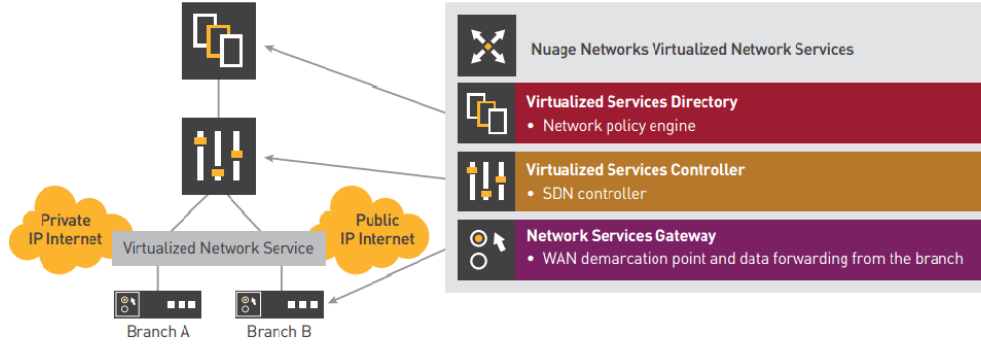 Nuage Networks Virtualized Network Services
Virtualized Services Directory
• Network policy engine
Virtualized Services Controller
• SDN controller
Network Services Gateway
• WAN demarcation point and data forwarding from the branch
Private
IP Internet
Public
IP Internet
Virtualized Network Service
Branch A
Branch B